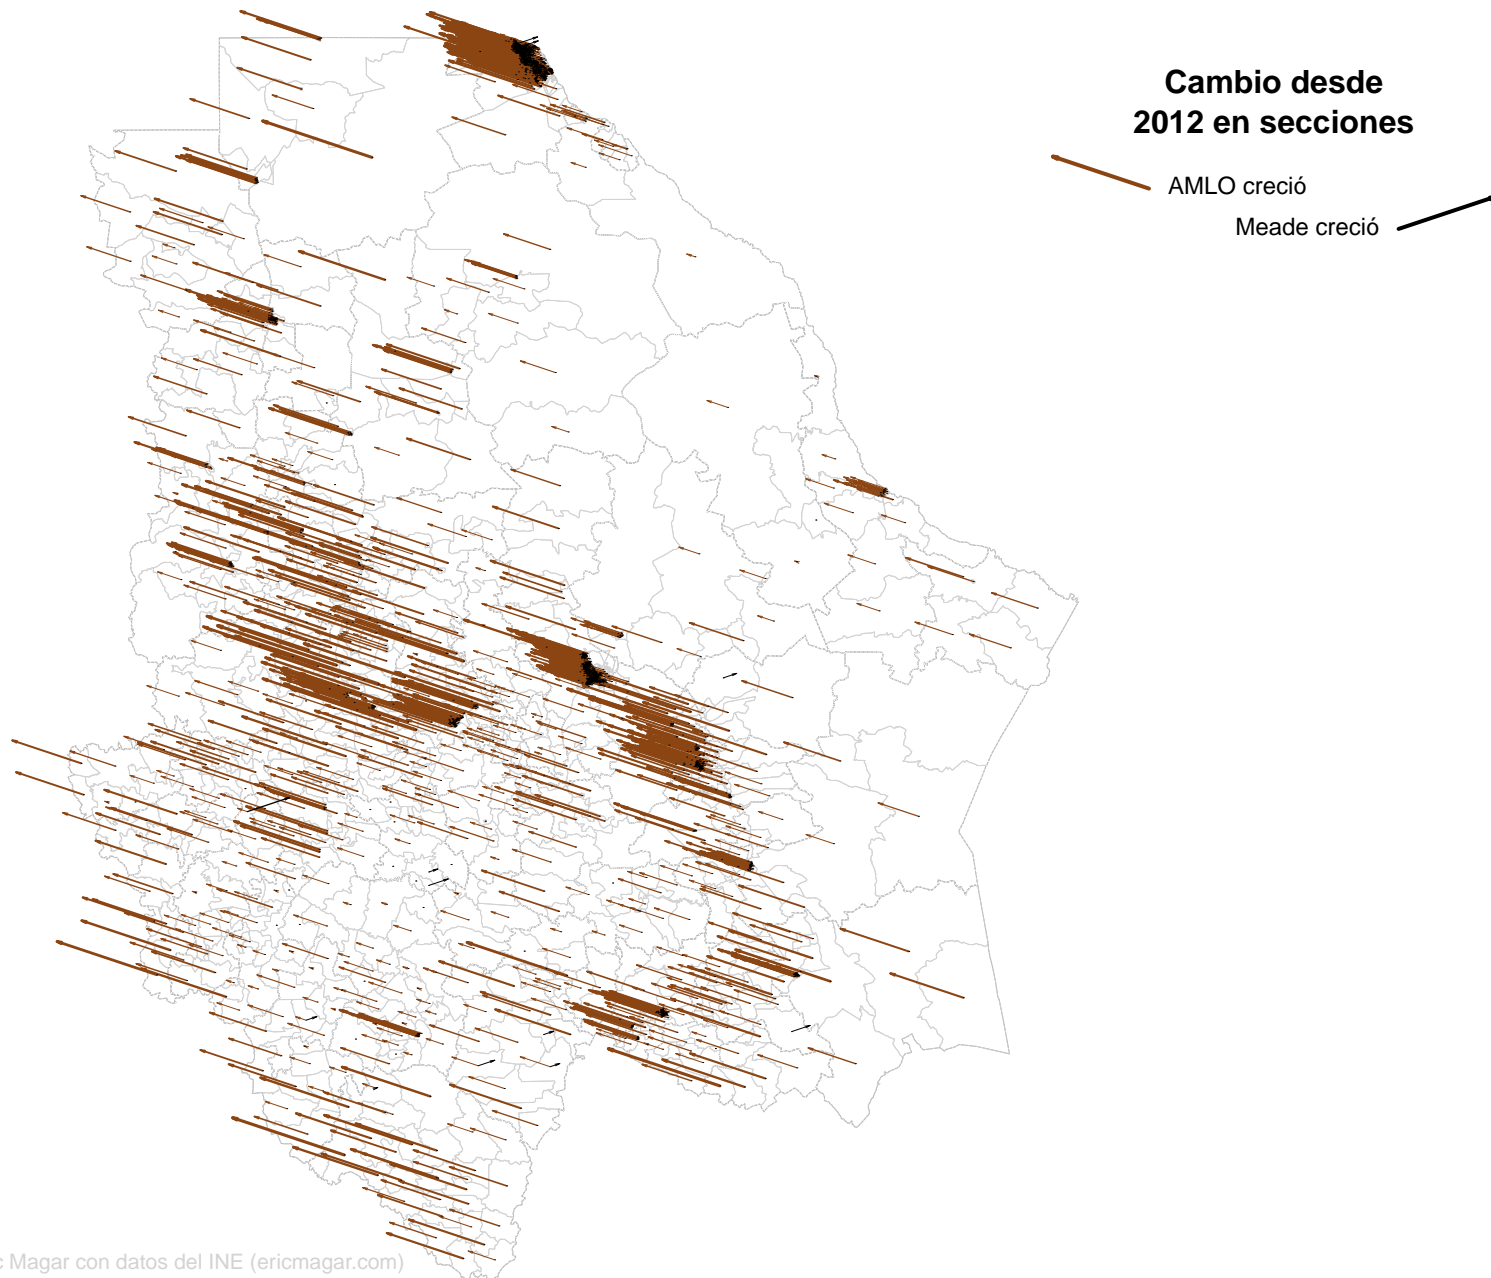 Cambio desde
2012 en secciones
AMLO creció
Meade creció
c Magar con datos del INE (ericmagar.com)